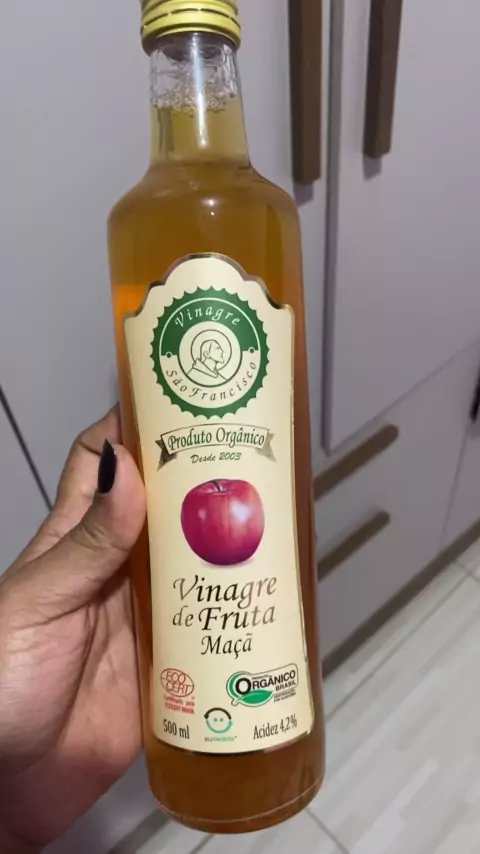 Vinagre
São Francisco
Produto Orgânico
Desde 2003
Vinagre
de Fruta
Maçã
ECO
CERT
ORGÂNICO
BRASIL
500 ml
Acidez 4,2%